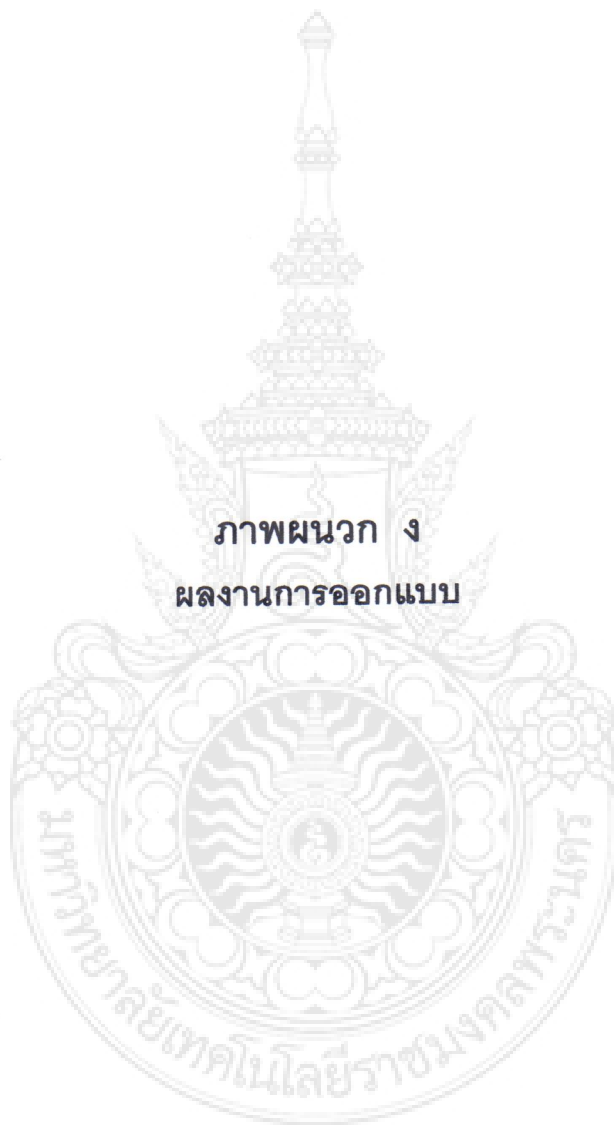 ภาพผนวก ง
ผลงานการออกแบบ
มหาวิทยาลัยเทคโนโลยีราชมงคลพระนคร